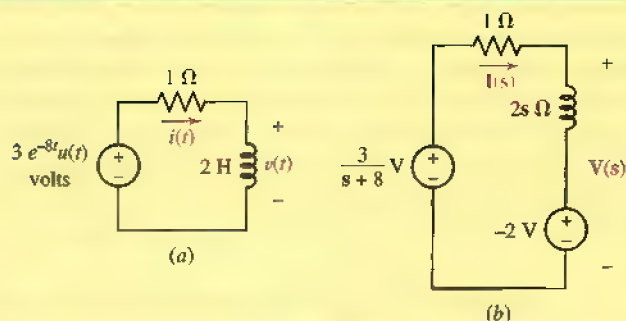 1 Ω
i(t)
3 e^{-8t}u(t)
volts
+
−
2 H
+
v(t)
−
(a)
1 Ω
I(s)
+
2s Ω
3
s + 8
V
+
−
V(s)
−2 V
+
−
−
(b)